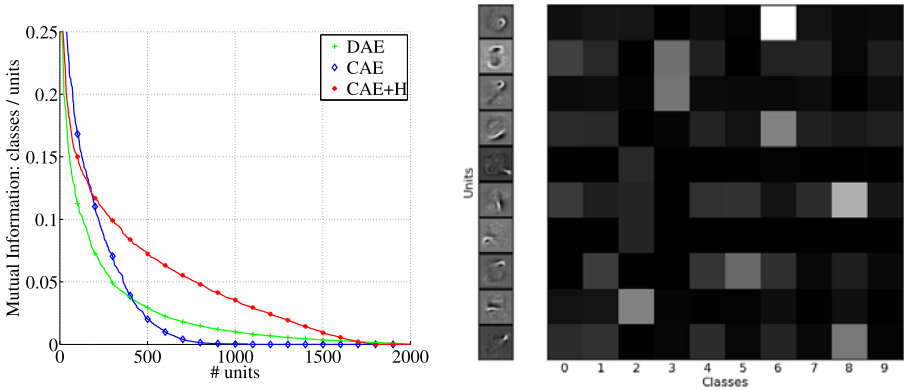 Mutual Information: classes / units
0.25
0.2
0.15
0.1
0.05
0
0 500 1000 1500 2000
# units
DAE
CAE
CAE+H
Units
0 1 2 3 4 5 6 7 8 9
Classes